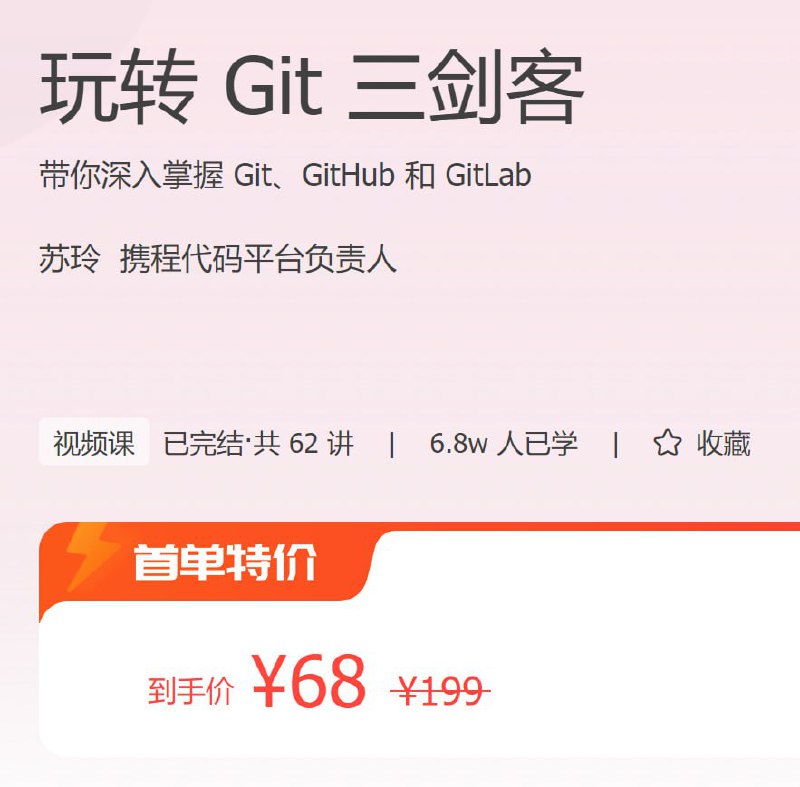 玩转 Git 三剑客
带你深入掌握 Git、GitHub 和 GitLab
苏玲 携程代码平台负责人
视频课 已完结·共 62 讲 | 6.8w 人已学 | 收藏
首单特价
到手价 ¥68 ¥199